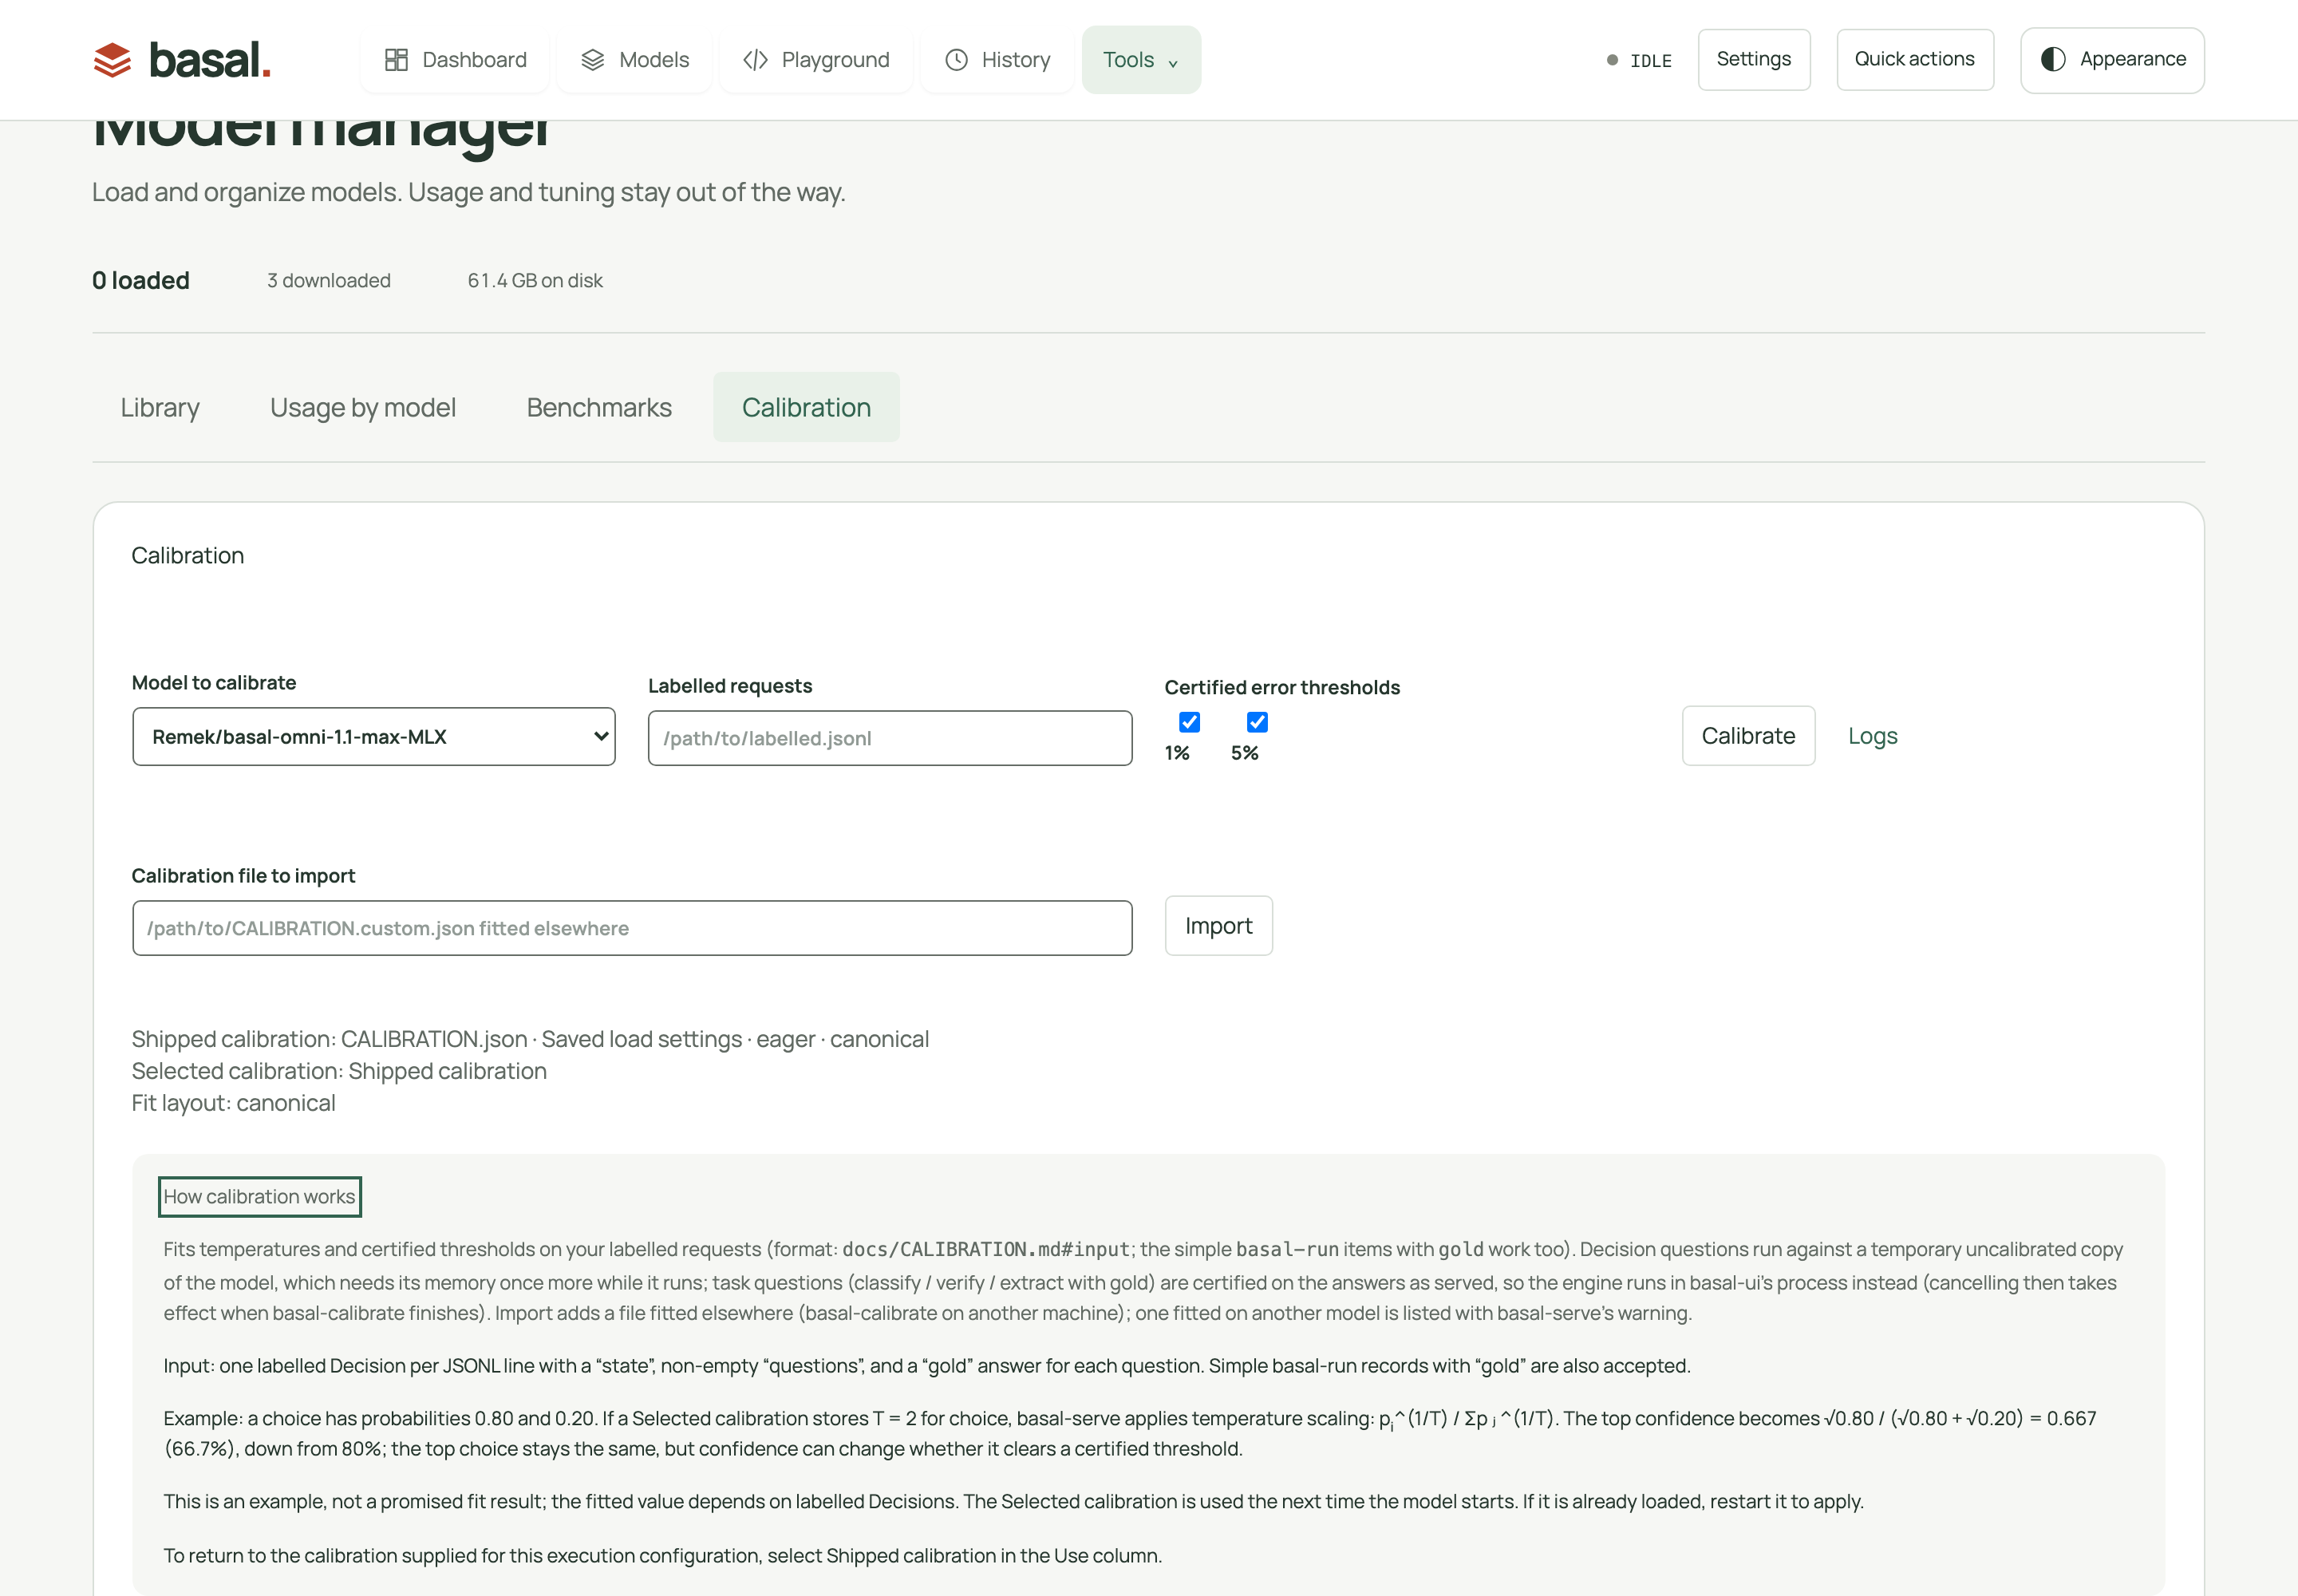 basal.
Dashboard
Models
Playground
History
Tools
IDLE
Settings
Quick actions
Appearance
Model manager
Load and organize models. Usage and tuning stay out of the way.
0 loaded
3 downloaded
61.4 GB on disk
Library
Usage by model
Benchmarks
Calibration
Calibration
Model to calibrate
Labelled requests
Certified error thresholds
Remek/basal-omni-1.1-max-MLX
/path/to/labelled.jsonl
1%
5%
Calibrate
Logs
Calibration file to import
/path/to/CALIBRATION.custom.json fitted elsewhere
Import
Shipped calibration: CALIBRATION.json · Saved load settings · eager · canonical
Selected calibration: Shipped calibration
Fit layout: canonical
How calibration works
Fits temperatures and certified thresholds on your labelled requests (format: docs/CALIBRATION.md#input; the simple basal-run items with gold work too). Decision questions run against a temporary uncalibrated copy
of the model, which needs its memory once more while it runs; task questions (classify / verify / extract with gold) are certified on the answers as served, so the engine runs in basal-ui's process instead (cancelling then takes
effect when basal-calibrate finishes). Import adds a file fitted elsewhere (basal-calibrate on another machine); one fitted on another model is listed with basal-serve's warning.
Input: one labelled Decision per JSONL line with a “state”, non-empty “questions”, and a “gold” answer for each question. Simple basal-run records with “gold” are also accepted.
Example: a choice has probabilities 0.80 and 0.20. If a Selected calibration stores T = 2 for choice, basal-serve applies temperature scaling: pᵢ^(1/T) / Σpⱼ^(1/T). The top confidence becomes √0.80 / (√0.80 + √0.20) = 0.667
(66.7%), down from 80%; the top choice stays the same, but confidence can change whether it clears a certified threshold.
This is an example, not a promised fit result; the fitted value depends on labelled Decisions. The Selected calibration is used the next time the model starts. If it is already loaded, restart it to apply.
To return to the calibration supplied for this execution configuration, select Shipped calibration in the Use column.